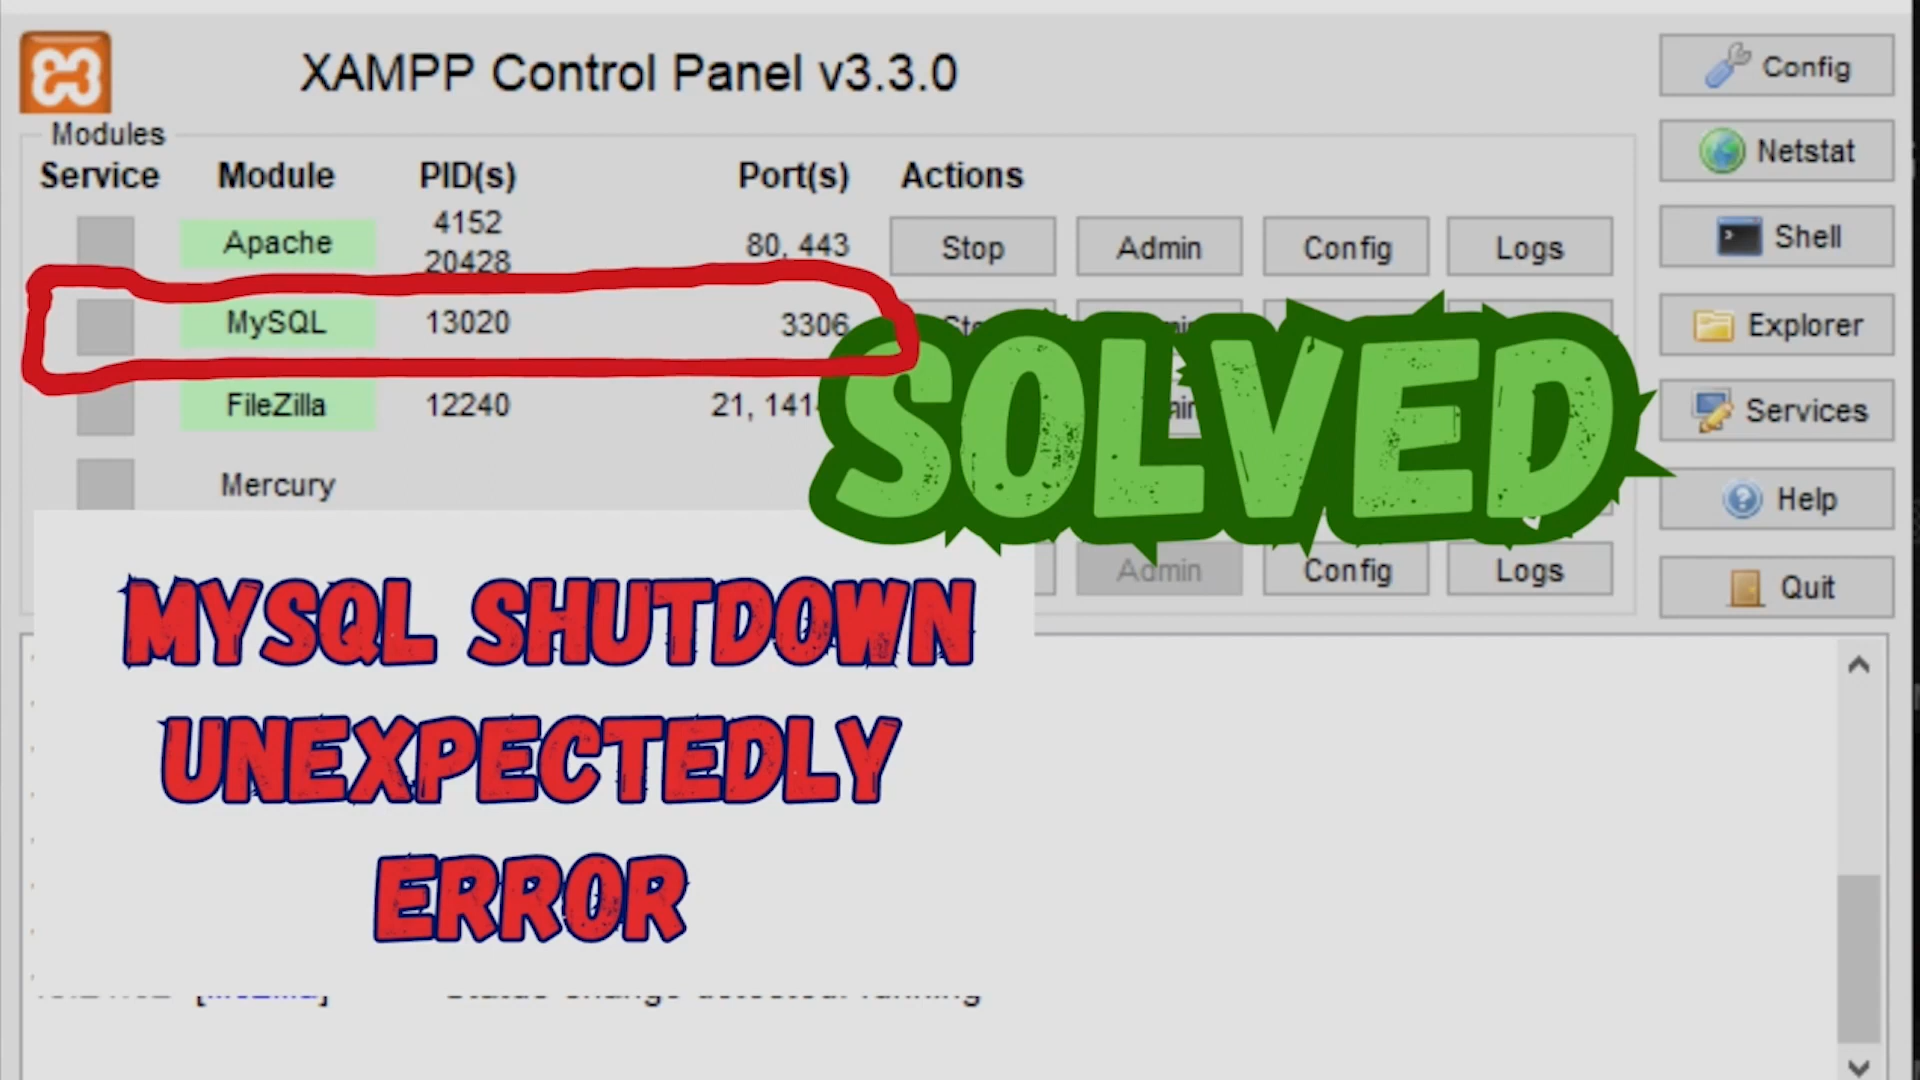 XAMPP Control Panel v3.3.0
Config
Modules
Service Module PID(s) Port(s) Actions
Netstat
Apache 4152 20428 80, 443 Stop Admin Config Logs
Shell
MySQL 13020 3306
Explorer
FileZilla 12240 21,
Services
Mercury
SOLVED
Help
Admin Config Logs
Quit
MYSQL SHUTDOWN
UNEXPECTEDLY
ERROR